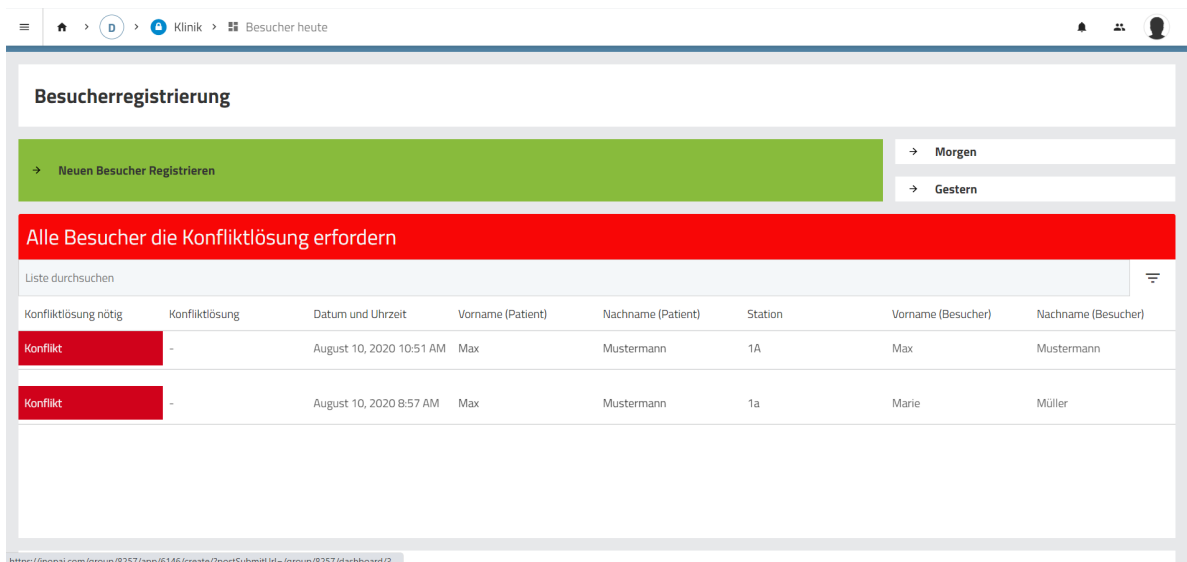 D Klinik Besucher heute
Besucherregistrierung
Neuen Besucher Registrieren
Morgen
Gestern
Alle Besucher die Konfliktlösung erfordern
Liste durchsuchen
Konfliktlösung nötig Konfliktlösung Datum und Uhrzeit Vorname (Patient) Nachname (Patient) Station Vorname (Besucher) Nachname (Besucher)
Konflikt - August 10, 2020 10:51 AM Max Mustermann 1A Max Mustermann
Konflikt - August 10, 2020 8:57 AM Max Mustermann 1a Marie Müller